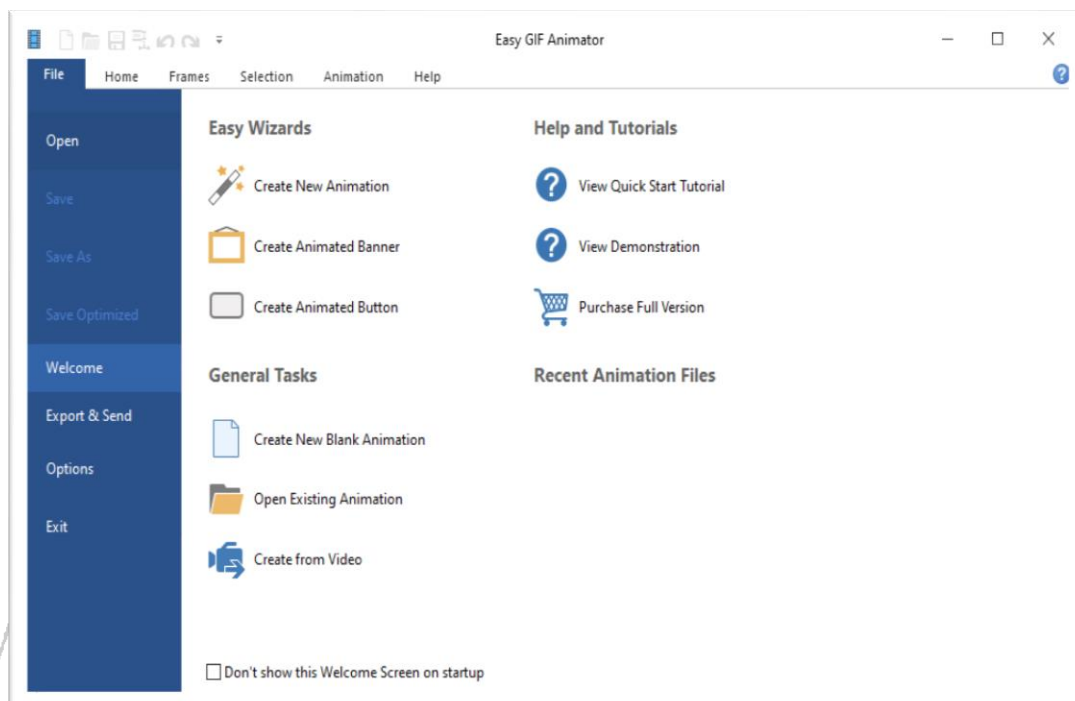 Easy GIF Animator
File Home Frames Selection Animation Help
Open
Save
Save As
Save Optimized
Welcome
Export & Send
Options
Exit
Easy Wizards
Create New Animation
Create Animated Banner
Create Animated Button
General Tasks
Create New Blank Animation
Open Existing Animation
Create from Video
Help and Tutorials
View Quick Start Tutorial
View Demonstration
Purchase Full Version
Recent Animation Files
Don't show this Welcome Screen on startup